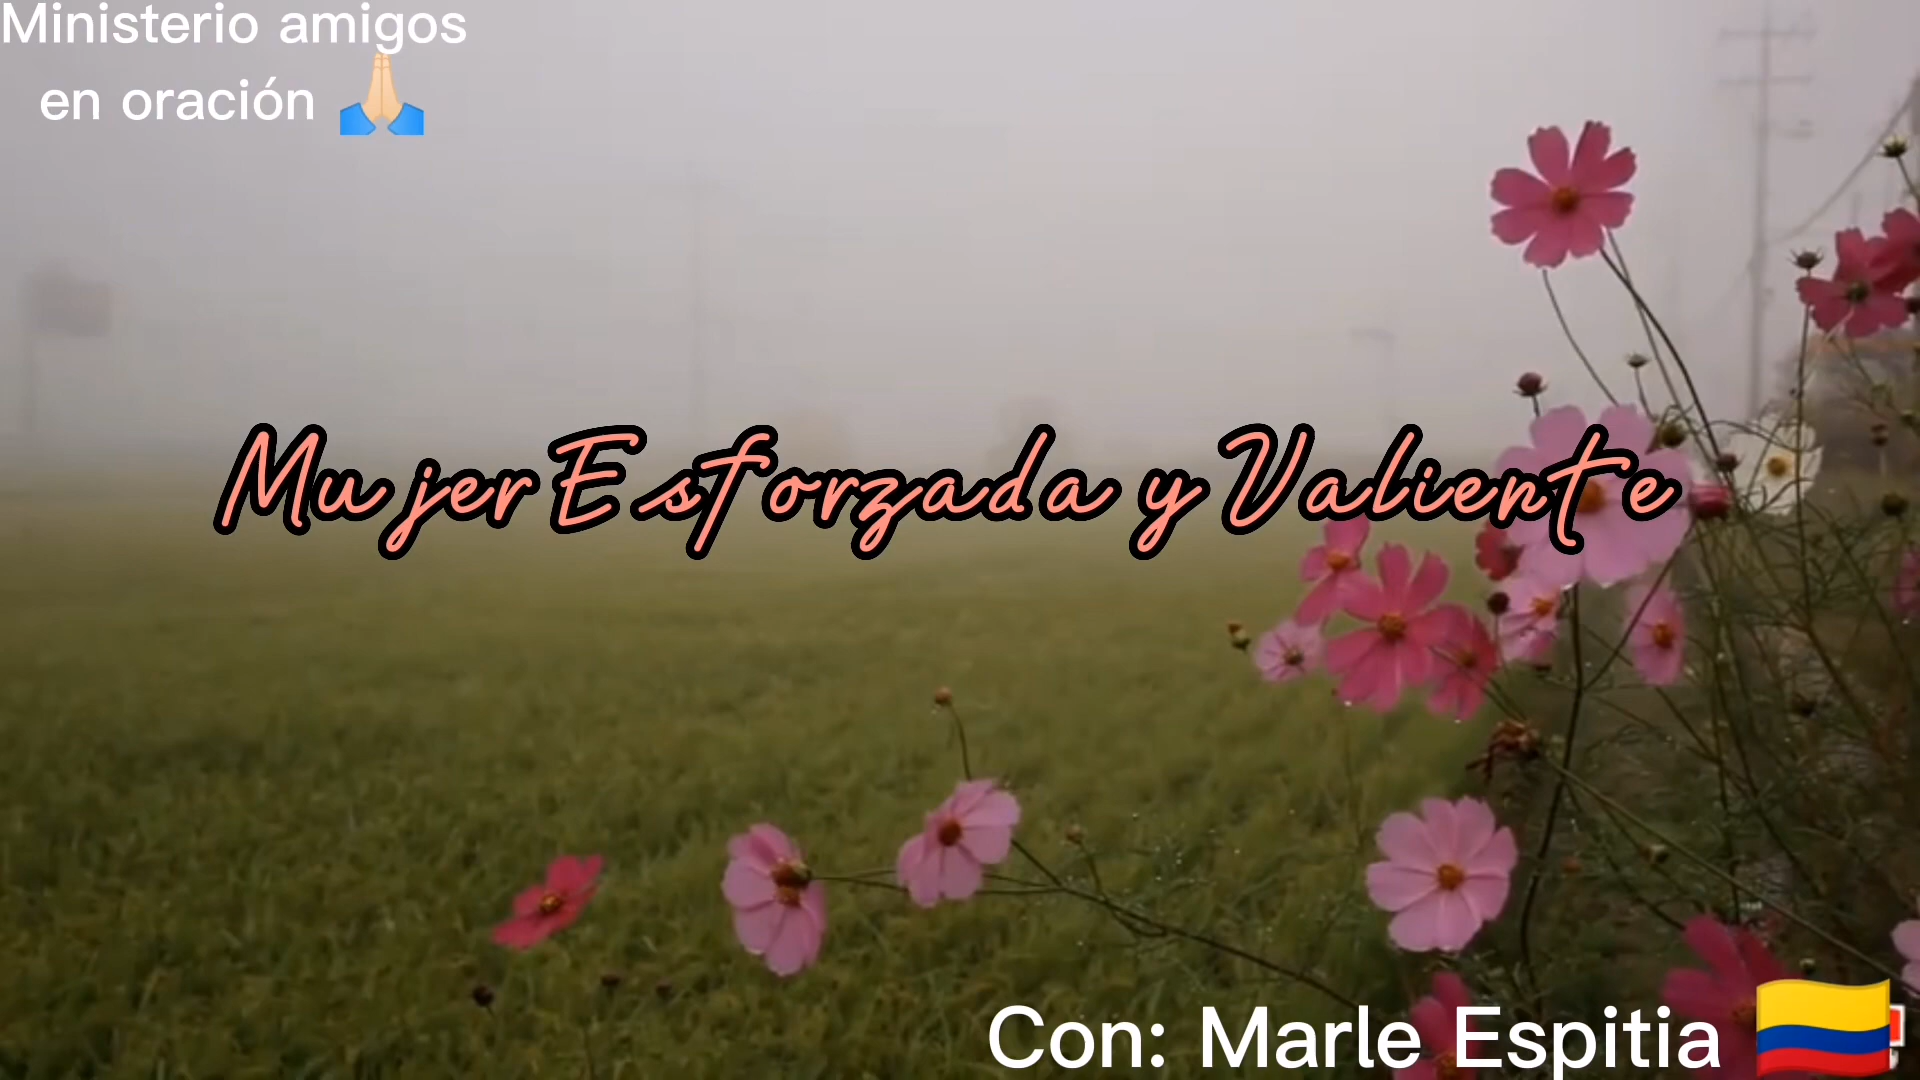 Ministerio amigos
en oración 🙏🏻
Mujer Esforzada y Valiente
Con: Marle Espitia 🇨🇴